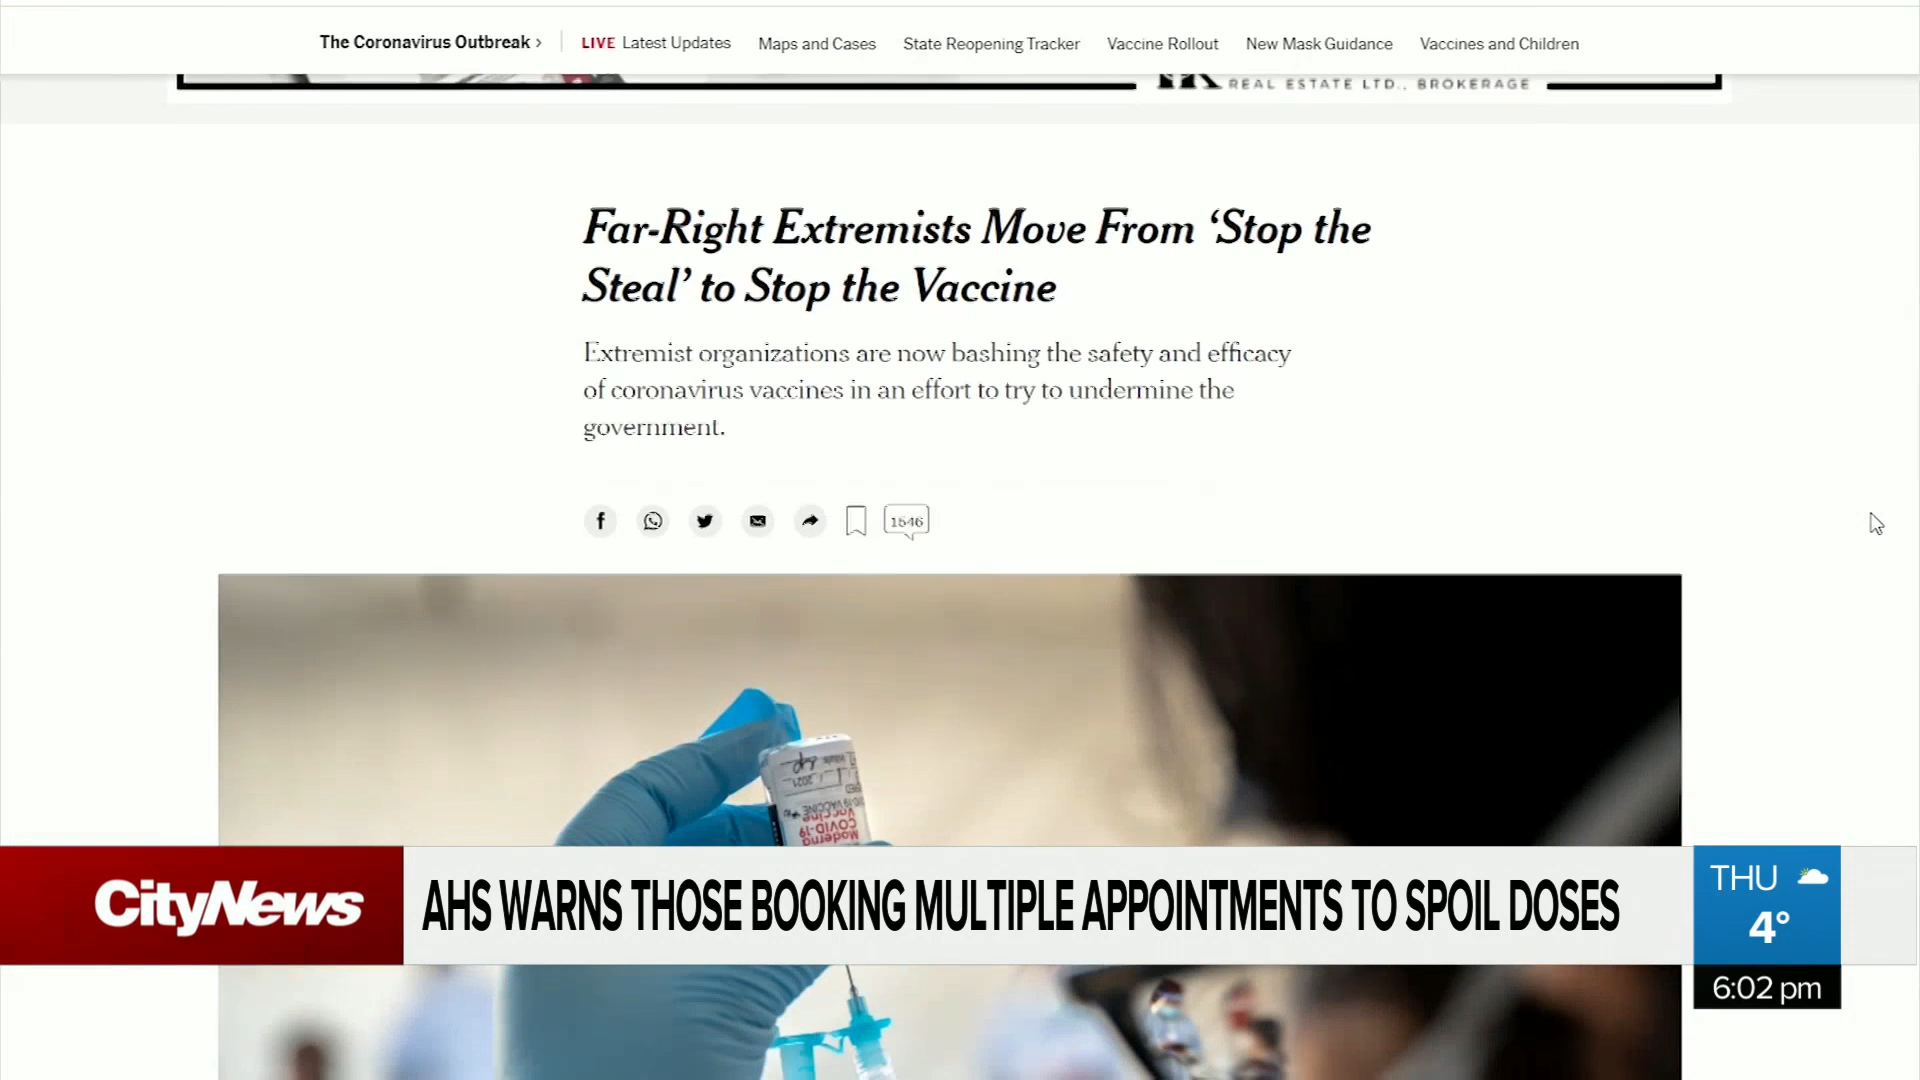 The Coronavirus Outbreak › LIVE Latest Updates Maps and Cases State Reopening Tracker Vaccine Rollout New Mask Guidance Vaccines and Children
REAL ESTATE LTD., BROKERAGE
Far-Right Extremists Move From ‘Stop the
Steal’ to Stop the Vaccine
Extremist organizations are now bashing the safety and efficacy
of coronavirus vaccines in an effort to try to undermine the
government.
1546
2021
COVID-19
Moderna
Vaccine
CityNews
AHS WARNS THOSE BOOKING MULTIPLE APPOINTMENTS TO SPOIL DOSES
THU
4°
6:02 pm